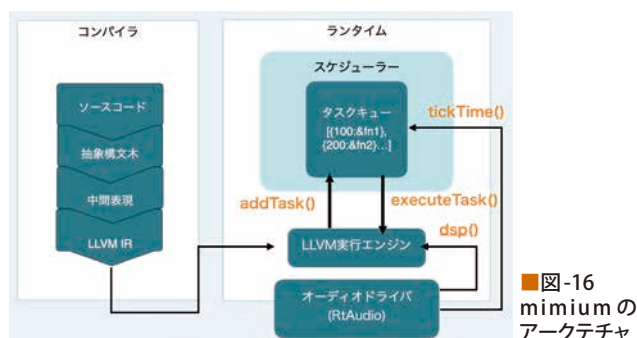 コンパイラ
ソースコード
抽象構文木
中間表現
LLVM IR
ランタイム
スケジューラー
タスクキュー
[{100:&fn1},
{200:&fn2}...]
tickTime()
addTask()
executeTask()
dsp()
LLVM実行エンジン
オーディオドライバ
(RtAudio)
■図-16
mimiumの
アークテチャ